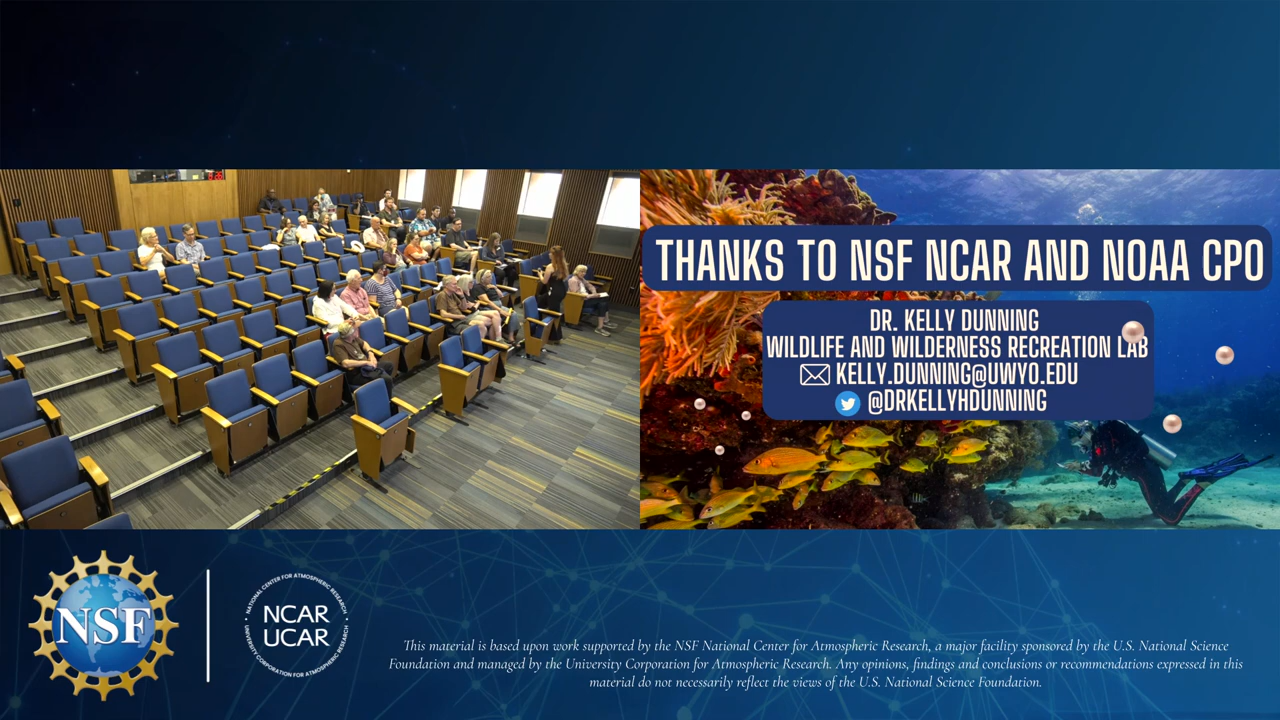 THANKS TO NSF NCAR AND NOAA CPO
DR. KELLY DUNNING
WILDLIFE AND WILDERNESS RECREATION LAB
KELLY.DUNNING@UWYO.EDU
@DRKELLYHDUNNING
NSF
NATIONAL CENTER FOR ATMOSPHERIC RESEARCH
NCAR
UCAR
UNIVERSITY CORPORATION FOR ATMOSPHERIC RESEARCH
This material is based upon work supported by the NSF National Center for Atmospheric Research, a major facility sponsored by the U.S. National Science
Foundation and managed by the University Corporation for Atmospheric Research. Any opinions, findings and conclusions or recommendations expressed in this
material do not necessarily reflect the views of the U.S. National Science Foundation.